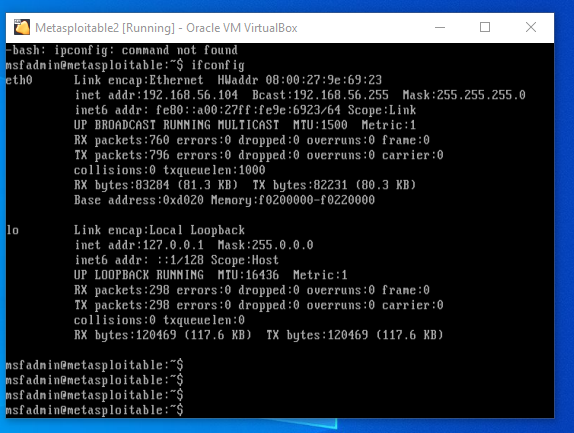 Metasploitable2 [Running] - Oracle VM VirtualBox
-bash: ipconfig: command not found
msfadmin@metasploitable:~$ ifconfig
eth0      Link encap:Ethernet  HWaddr 08:00:27:9e:69:23
          inet addr:192.168.56.104  Bcast:192.168.56.255  Mask:255.255.255.0
          inet6 addr: fe80::a00:27ff:fe9e:6923/64 Scope:Link
          UP BROADCAST RUNNING MULTICAST  MTU:1500  Metric:1
          RX packets:760 errors:0 dropped:0 overruns:0 frame:0
          TX packets:796 errors:0 dropped:0 overruns:0 carrier:0
          collisions:0 txqueuelen:1000
          RX bytes:83284 (81.3 KB)  TX bytes:82231 (80.3 KB)
          Base address:0xd020 Memory:f0200000-f0220000
lo        Link encap:Local Loopback
          inet addr:127.0.0.1  Mask:255.0.0.0
          inet6 addr: ::1/128 Scope:Host
          UP LOOPBACK RUNNING  MTU:16436  Metric:1
          RX packets:298 errors:0 dropped:0 overruns:0 frame:0
          TX packets:298 errors:0 dropped:0 overruns:0 carrier:0
          collisions:0 txqueuelen:0
          RX bytes:120469 (117.6 KB)  TX bytes:120469 (117.6 KB)
msfadmin@metasploitable:~$
msfadmin@metasploitable:~$
msfadmin@metasploitable:~$
msfadmin@metasploitable:~$